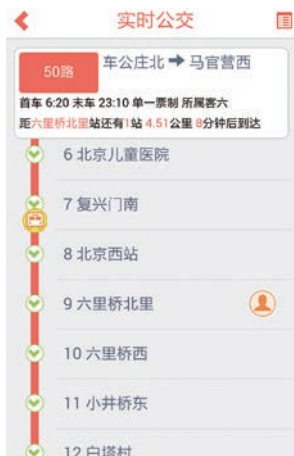 实时公交
50路
车公庄北➡马官营西
首车 6:20 末车 23:10 单一票制 所属客六
距六里桥北里站还有1站 4.51公里 8分钟后到达
6 北京儿童医院
7 复兴门南
8 北京西站
9 六里桥北里
10 六里桥西
11 小井桥东
12 白塔村